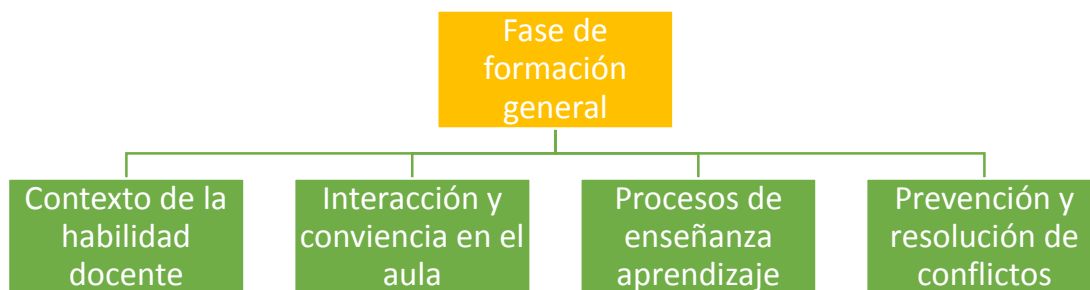 Fase de
formación
general
Contexto de la
habilidad
docente
Interacción y
conviencia en el
aula
Procesos de
enseñanza
aprendizaje
Prevención y
resolución de
conflictos